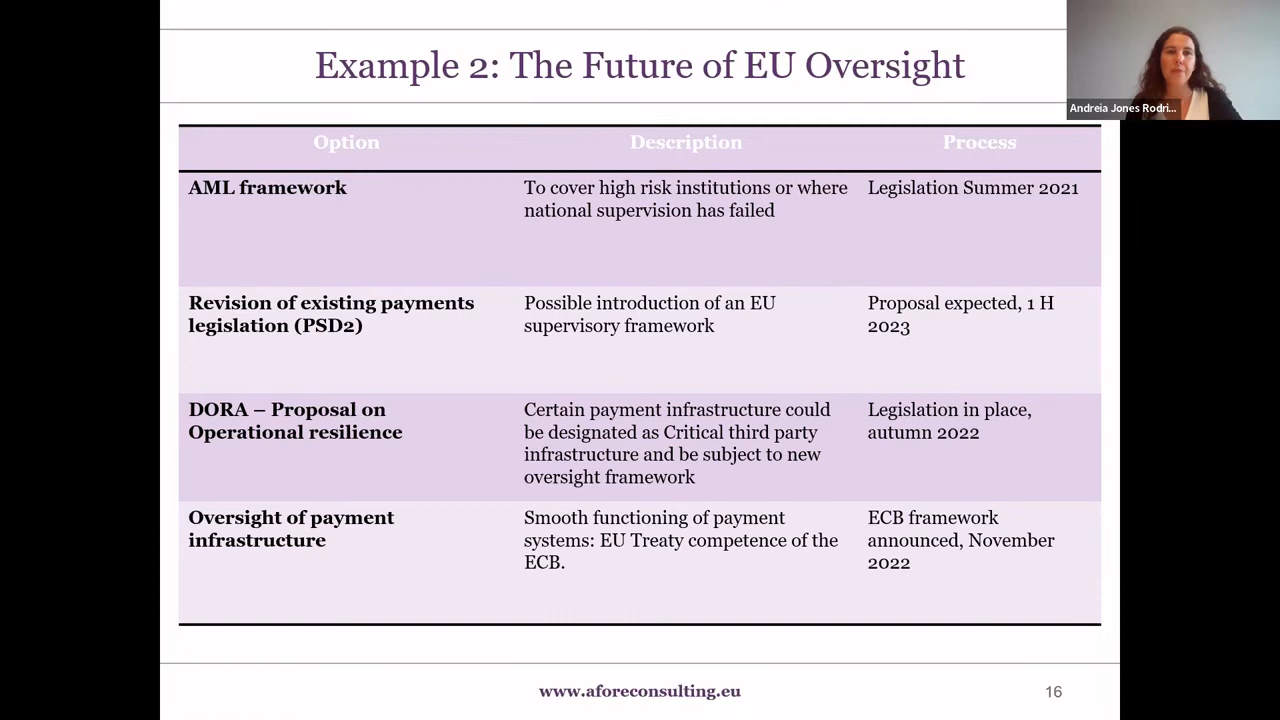 Example 2: The Future of EU Oversight
Andreia Jones Rodri...
Option Description Process
AML framework
To cover high risk institutions or where
national supervision has failed
Legislation Summer 2021
Revision of existing payments
legislation (PSD2)
Possible introduction of an EU
supervisory framework
Proposal expected, 1 H
2023
DORA – Proposal on
Operational resilience
Certain payment infrastructure could
be designated as Critical third party
infrastructure and be subject to new
oversight framework
Legislation in place,
autumn 2022
Oversight of payment
infrastructure
Smooth functioning of payment
systems: EU Treaty competence of the
ECB.
ECB framework
announced, November
2022
www.aforeconsulting.eu
16